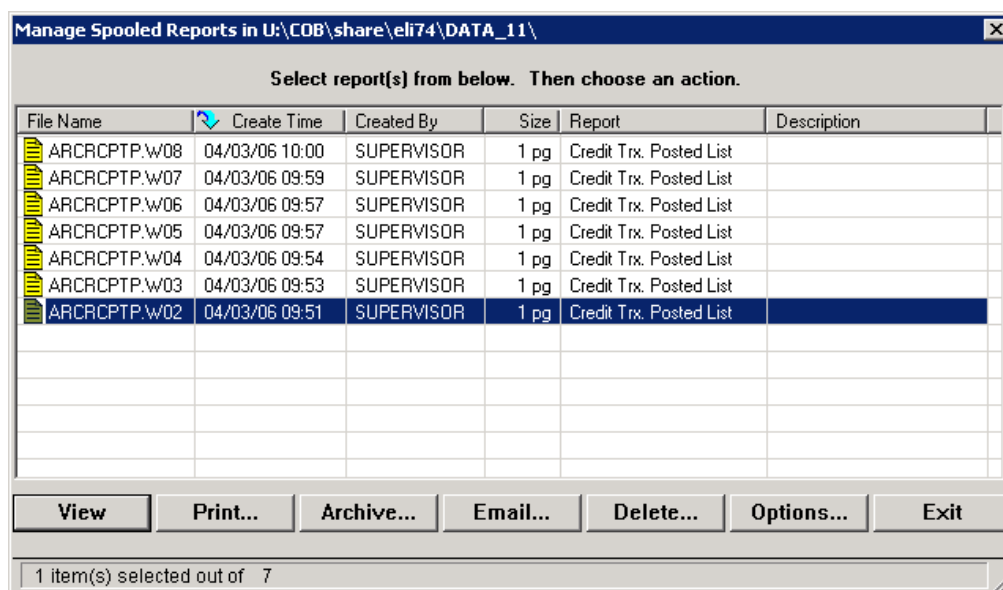 Manage Spooled Reports in U:\COB\share\eli74\DATA_11\
Select report(s) from below. Then choose an action.
File Name Create Time Created By Size Report Description
ARCRCPTP.W08 04/03/06 10:00 SUPERVISOR 1 pg Credit Trx. Posted List
ARCRCPTP.W07 04/03/06 09:59 SUPERVISOR 1 pg Credit Trx. Posted List
ARCRCPTP.W06 04/03/06 09:57 SUPERVISOR 1 pg Credit Trx. Posted List
ARCRCPTP.W05 04/03/06 09:57 SUPERVISOR 1 pg Credit Trx. Posted List
ARCRCPTP.W04 04/03/06 09:54 SUPERVISOR 1 pg Credit Trx. Posted List
ARCRCPTP.W03 04/03/06 09:53 SUPERVISOR 1 pg Credit Trx. Posted List
ARCRCPTP.W02 04/03/06 09:51 SUPERVISOR 1 pg Credit Trx. Posted List
View Print... Archive... Email... Delete... Options... Exit
1 item(s) selected out of 7